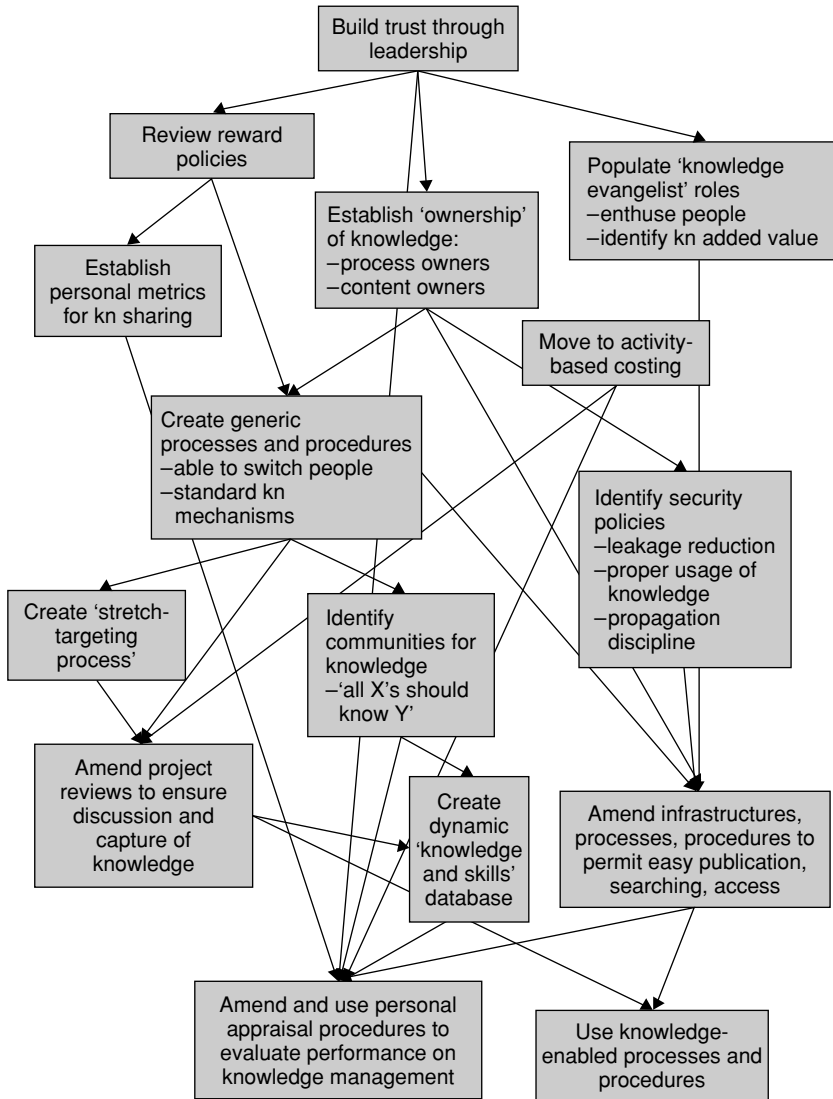 Build trust through
leadership
Review reward
policies
Populate ‘knowledge
evangelist’ roles
–enthuse people
–identify kn added value
Establish ‘ownership’
of knowledge:
–process owners
–content owners
Establish
personal metrics
for kn sharing
Move to activity-
based costing
Create generic
processes and procedures
–able to switch people
–standard kn
mechanisms
Identify security
policies
–leakage reduction
–proper usage of
knowledge
–propagation
discipline
Create ‘stretch-
targeting
process’
Identify
communities for
knowledge
–‘all X’s should
know Y’
Amend project
reviews to ensure
discussion and
capture of
knowledge
Create
dynamic
‘knowledge
and skills’
database
Amend infrastructures,
processes, procedures to
permit easy publication,
searching, access
Amend and use personal
appraisal procedures to
evaluate performance on
knowledge management
Use knowledge-
enabled processes and
procedures